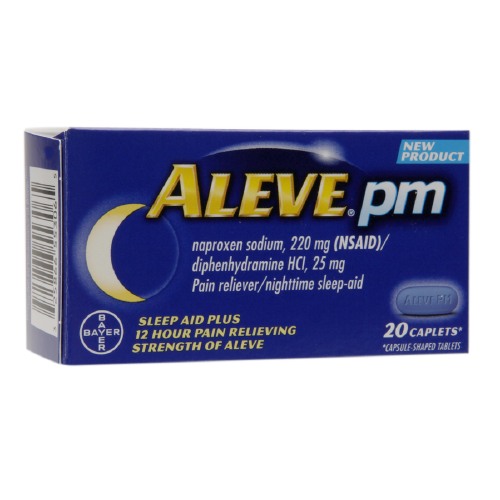 NEW
PRODUCT
ALEVE® pm
naproxen sodium, 220 mg (NSAID)/
diphenhydramine HCl, 25 mg
Pain reliever/nighttime sleep-aid
ALEVE PM
SLEEP AID PLUS
12 HOUR PAIN RELIEVING
STRENGTH OF ALEVE
BAYER
BAYER
20 CAPLETS*
*CAPSULE-SHAPED TABLETS